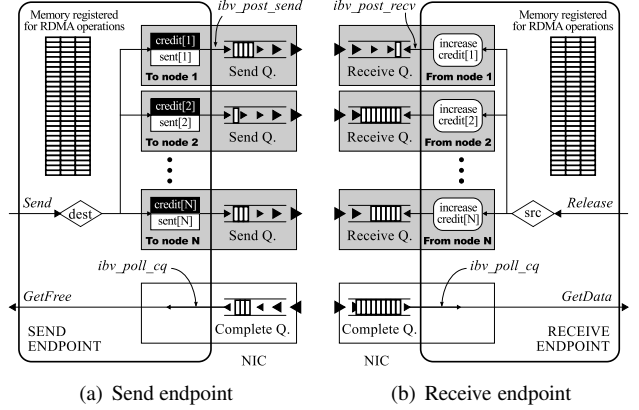 ibv_post_send
ibv_post_recv
Memory registered
for RDMA operations
credit[1]
sent[1]
To node 1
Send Q.
credit[2]
sent[2]
To node 2
Send Q.
Send
dest
credit[N]
sent[N]
To node N
Send Q.
ibv_poll_cq
GetFree
Complete Q.
SEND
ENDPOINT
NIC
(a) Send endpoint
Memory registered
for RDMA operations
increase
credit[1]
Receive Q.
From node 1
increase
credit[2]
Receive Q.
From node 2
increase
credit[N]
Receive Q.
From node N
src
Release
ibv_poll_cq
GetData
Complete Q.
RECEIVE
ENDPOINT
NIC
(b) Receive endpoint